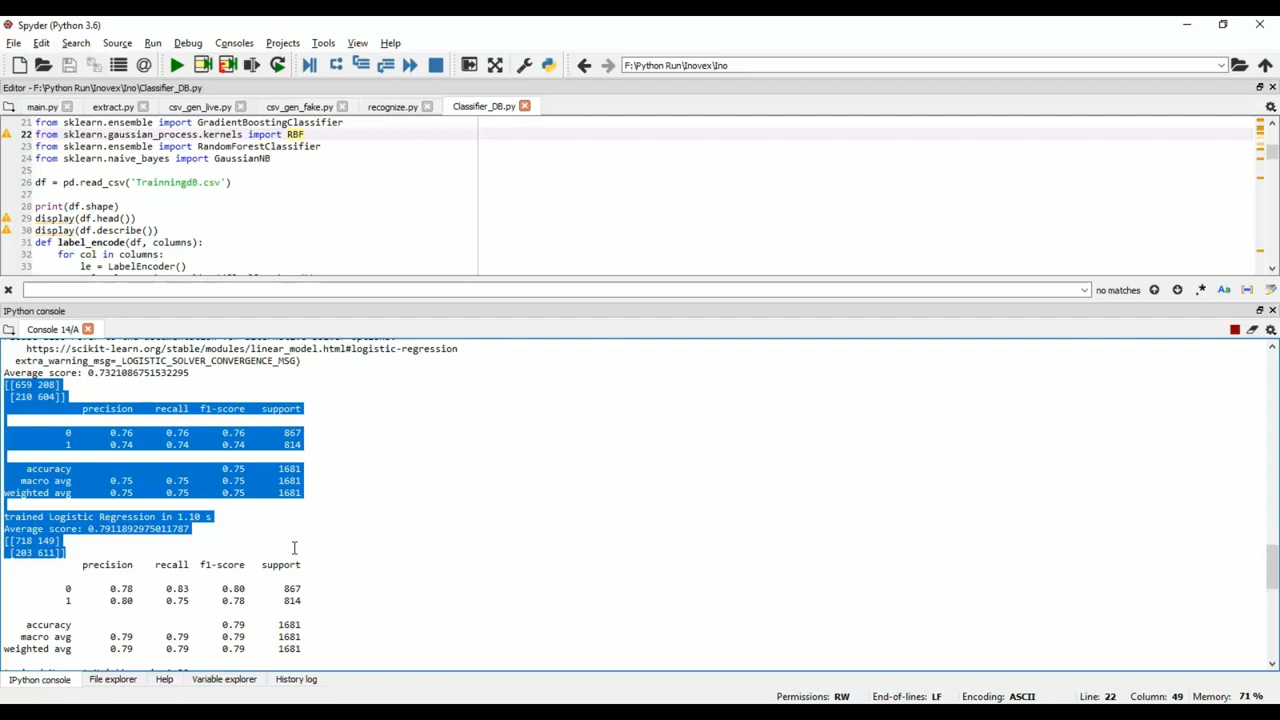 Spyder (Python 3.6)
File Edit Search Source Run Debug Consoles Projects Tools View Help
F:\Python Run\Inovex\Ino
Editor - F:\Python Run\Inovex\Ino\Classifier_DB.py
main.py extract.py csv_gen_live.py csv_gen_fake.py recognize.py Classifier_DB.py
21 from sklearn.ensemble import GradientBoostingClassifier
22 from sklearn.gaussian_process.kernels import RBF
23 from sklearn.ensemble import RandomForestClassifier
24 from sklearn.naive_bayes import GaussianNB
25
26 df = pd.read_csv('TrainningdB.csv')
27
28 print(df.shape)
29 display(df.head())
30 display(df.describe())
31 def label_encode(df, columns):
32 for col in columns:
33 le = LabelEncoder()
no matches
IPython console
Console 14/A
https://scikit-learn.org/stable/modules/linear_model.html#logistic-regression
extra_warning_msg=_LOGISTIC_SOLVER_CONVERGENCE_MSG)
Average score: 0.7321086751532295
[[659 208]
[210 604]]
precision recall f1-score support
0 0.76 0.76 0.76 867
1 0.74 0.74 0.74 814
accuracy 0.75 1681
macro avg 0.75 0.75 0.75 1681
weighted avg 0.75 0.75 0.75 1681
trained Logistic Regression in 1.10 s
Average score: 0.7911892975011787
[[718 149]
[203 611]]
precision recall f1-score support
0 0.78 0.83 0.80 867
1 0.80 0.75 0.78 814
accuracy 0.79 1681
macro avg 0.79 0.79 0.79 1681
weighted avg 0.79 0.79 0.79 1681
IPython console File explorer Help Variable explorer History log
Permissions: RW End-of-lines: LF Encoding: ASCII Line: 22 Column: 49 Memory: 71 %